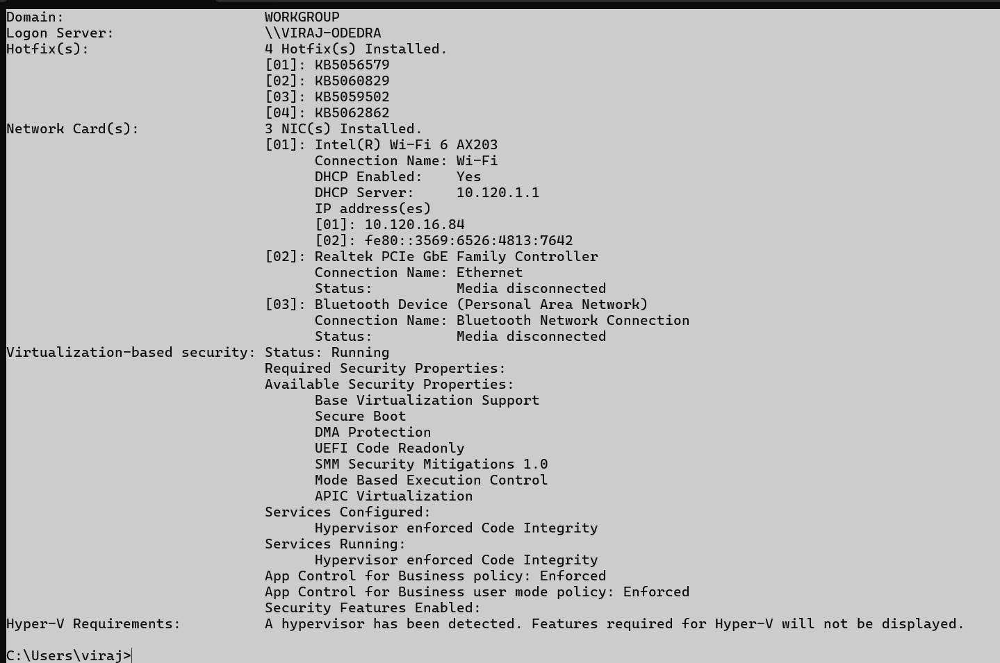 Domain:                        WORKGROUP
Logon Server:                  \\VIRAJ-ODEDRA
Hotfix(s):                     4 Hotfix(s) Installed.
                               [01]: KB5056579
                               [02]: KB5060829
                               [03]: KB5059502
                               [04]: KB5062862
Network Card(s):               3 NIC(s) Installed.
                               [01]: Intel(R) Wi-Fi 6 AX203
                                     Connection Name: Wi-Fi
                                     DHCP Enabled:    Yes
                                     DHCP Server:     10.120.1.1
                                     IP address(es)
                                     [01]: 10.120.16.84
                                     [02]: fe80::3569:6526:4813:7642
                               [02]: Realtek PCIe GbE Family Controller
                                     Connection Name: Ethernet
                                     Status:          Media disconnected
                               [03]: Bluetooth Device (Personal Area Network)
                                     Connection Name: Bluetooth Network Connection
                                     Status:          Media disconnected
Virtualization-based security: Status: Running
                               Required Security Properties:
                               Available Security Properties:
                                     Base Virtualization Support
                                     Secure Boot
                                     DMA Protection
                                     UEFI Code Readonly
                                     SMM Security Mitigations 1.0
                                     Mode Based Execution Control
                                     APIC Virtualization
                               Services Configured:
                                     Hypervisor enforced Code Integrity
                               Services Running:
                                     Hypervisor enforced Code Integrity
                               App Control for Business policy: Enforced
                               App Control for Business user mode policy: Enforced
                               Security Features Enabled:
Hyper-V Requirements:          A hypervisor has been detected. Features required for Hyper-V will not be displayed.
C:\Users\viraj>